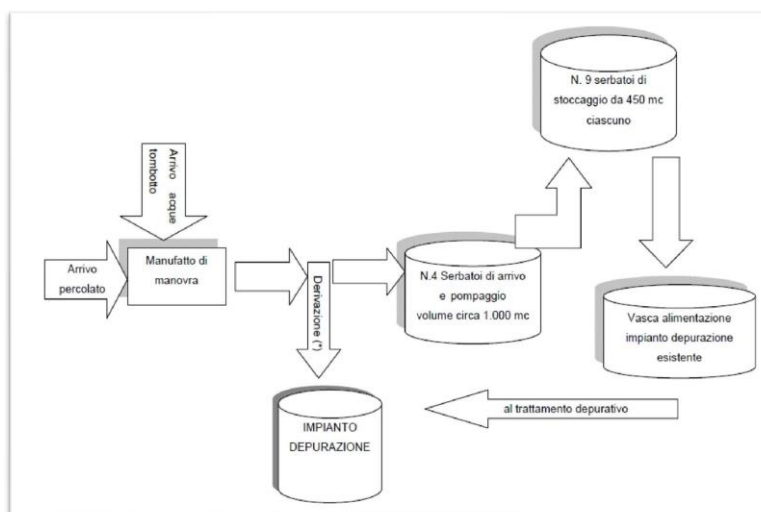 N. 9 serbatoi di
stoccaggio da 450 mc
ciascuno
Arrivo acque
tombotto
Arrivo
percolato
Manufatto di
manovra
Derivazione (*)
N.4 Serbatoi di arrivo
e pompaggio
volume circa 1.000 mc
Vasca alimentazione
impianto depurazione
esistente
al trattamento depurativo
IMPIANTO
DEPURAZIONE